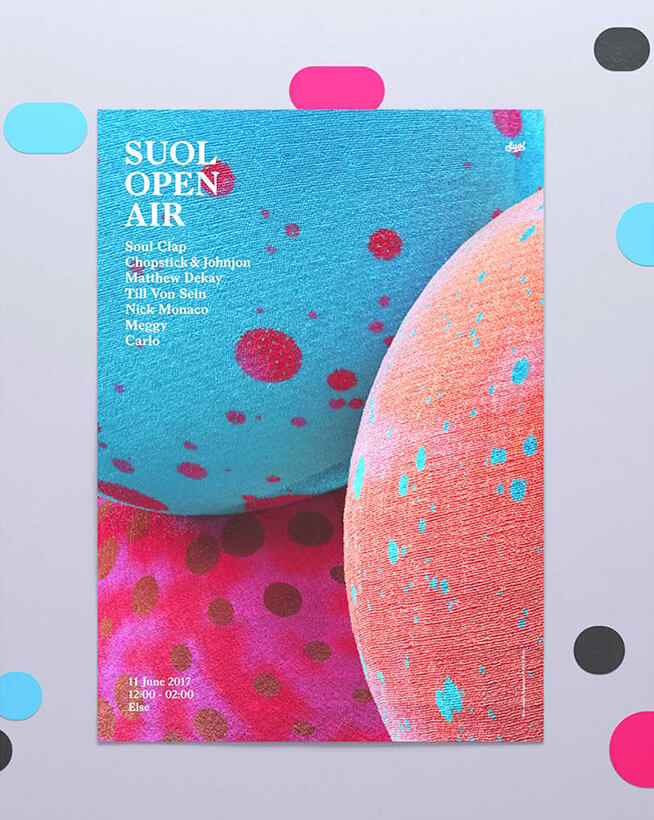 SUOL
OPEN
AIR
Suol
Soul Clap
Chopstick & Johnjon
Matthew Dekay
Till Von Sein
Nick Monaco
Meggy
Carlo
11 June 2017
12:00 - 02:00
Else